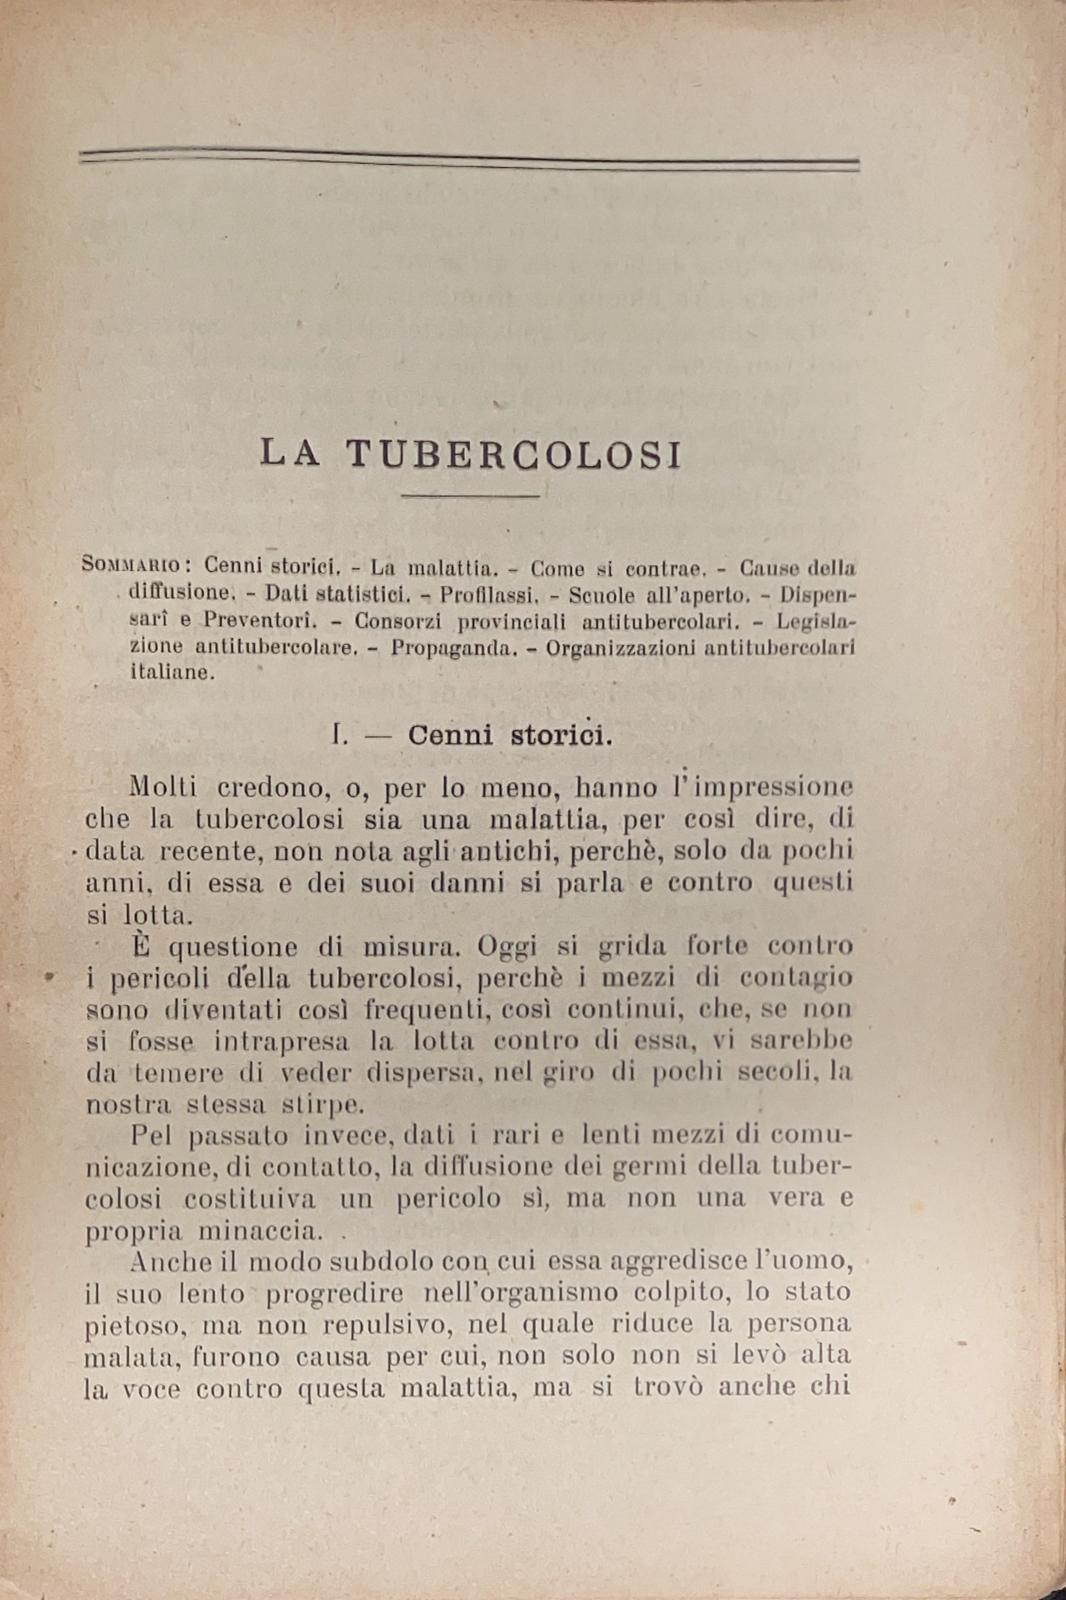 LA TUBERCOLOSI
SOMMARIO: Cenni storici. - La malattia. - Come si contrae. - Cause della
diffusione. - Dati statistici. - Profilassi. - Scuole all'aperto. - Dispen-
sarî e Preventorî. - Consorzi provinciali antitubercolari. - Legisla-
zione antitubercolare. - Propaganda. - Organizzazioni antitubercolari
italiane.
I. — Cenni storici.
Molti credono, o, per lo meno, hanno l'impressione
che la tubercolosi sia una malattia, per così dire, di
data recente, non nota agli antichi, perchè, solo da pochi
anni, di essa e dei suoi danni si parla e contro questi
si lotta.
È questione di misura. Oggi si grida forte contro
i pericoli della tubercolosi, perchè i mezzi di contagio
sono diventati così frequenti, così continui, che, se non
si fosse intrapresa la lotta contro di essa, vi sarebbe
da temere di veder dispersa, nel giro di pochi secoli, la
nostra stessa stirpe.
Pel passato invece, dati i rari e lenti mezzi di comu-
nicazione, di contatto, la diffusione dei germi della tuber-
colosi costituiva un pericolo sì, ma non una vera e
propria minaccia.
Anche il modo subdolo con cui essa aggredisce l'uomo,
il suo lento progredire nell'organismo colpito, lo stato
pietoso, ma non repulsivo, nel quale riduce la persona
malata, furono causa per cui, non solo non si levò alta
la voce contro questa malattia, ma si trovò anche chi